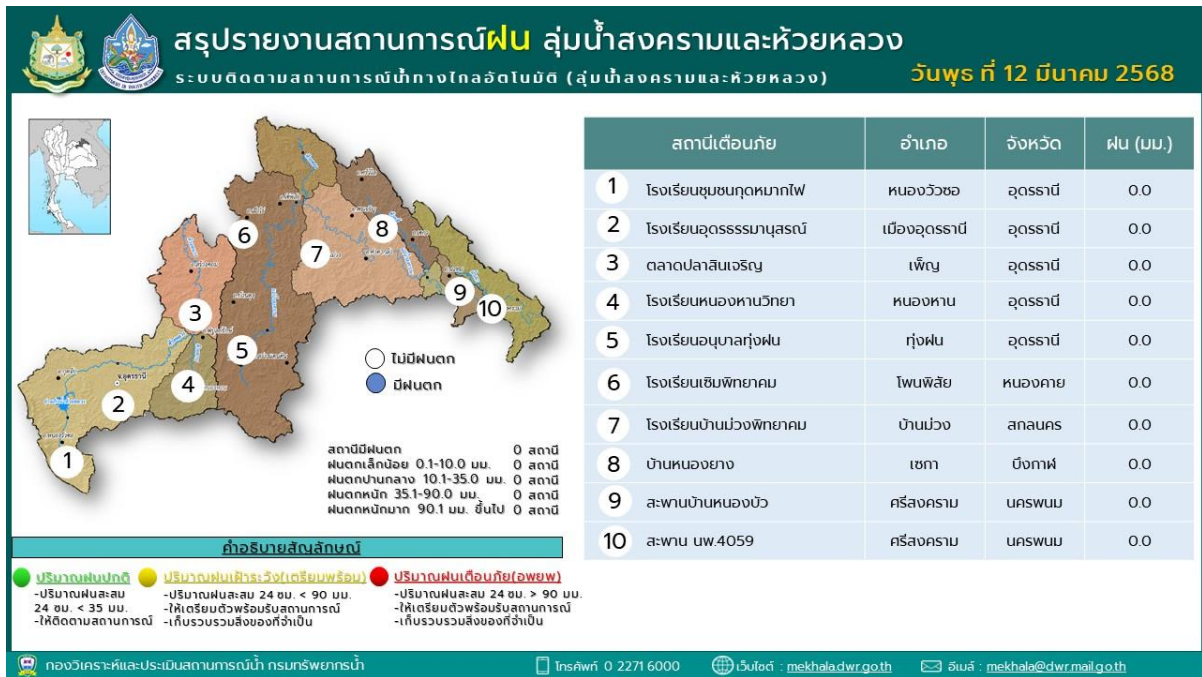 สรุปรายงานสถานการณ์ฝน ลุ่มน้ำสงครามและห้วยหลวง
ระบบติดตามสถานการณ์น้ำทางไกลอัตโนมัติ (ลุ่มน้ำสงครามและห้วยหลวง)
วันพุธ ที่ 12 มีนาคม 2568
สถานีเตือนภัย อำเภอ จังหวัด ฝน (มม.)
1 โรงเรียนชุมชนกุดหมากไฟ หนองวัวซอ อุดรธานี 0.0
2 โรงเรียนอุดรธรรมานุสรณ์ เมืองอุดรธานี อุดรธานี 0.0
3 ตลาดปลาสินเจริญ เพ็ญ อุดรธานี 0.0
4 โรงเรียนหนองหานวิทยา หนองหาน อุดรธานี 0.0
5 โรงเรียนอนุบาลทุ่งฝน ทุ่งฝน อุดรธานี 0.0
6 โรงเรียนเซิมพิทยาคม โพนพิสัย หนองคาย 0.0
7 โรงเรียนบ้านม่วงพิทยาคม บ้านม่วง สกลนคร 0.0
8 บ้านหนองยาง เซกา บึงกาฬ 0.0
9 สะพานบ้านหนองบัว ศรีสงคราม นครพนม 0.0
10 สะพาน นพ.4059 ศรีสงคราม นครพนม 0.0
6
8
7
9
10
3
5
4
2
1
จ.อุดรธานี
ไม่มีฝนตก
มีฝนตก
สถานีมีฝนตก 0 สถานี
ฝนตกเล็กน้อย 0.1-10.0 มม. 0 สถานี
ฝนตกปานกลาง 10.1-35.0 มม. 0 สถานี
ฝนตกหนัก 35.1-90.0 มม. 0 สถานี
ฝนตกหนักมาก 90.1 มม. ขึ้นไป 0 สถานี
คำอธิบายสัญลักษณ์
ปริมาณฝนปกติ
-ปริมาณฝนสะสม
24 ชม. < 35 มม.
-ให้ติดตามสถานการณ์
ปริมาณฝนเฝ้าระวัง(เตรียมพร้อม)
-ปริมาณฝนสะสม 24 ชม. < 90 มม.
-ให้เตรียมตัวพร้อมรับสถานการณ์
-เก็บรวบรวมสิ่งของที่จำเป็น
ปริมาณฝนเตือนภัย(อพยพ)
-ปริมาณฝนสะสม 24 ชม. > 90 มม.
-ให้เตรียมตัวพร้อมรับสถานการณ์
-เก็บรวบรวมสิ่งของที่จำเป็น
กองวิเคราะห์และประเมินสถานการณ์น้ำ กรมทรัพยากรน้ำ
โทรศัพท์ 0 2271 6000
เว็บไซต์ : mekhala.dwr.go.th
อีเมล์ : mekhala@dwr.mail.go.th